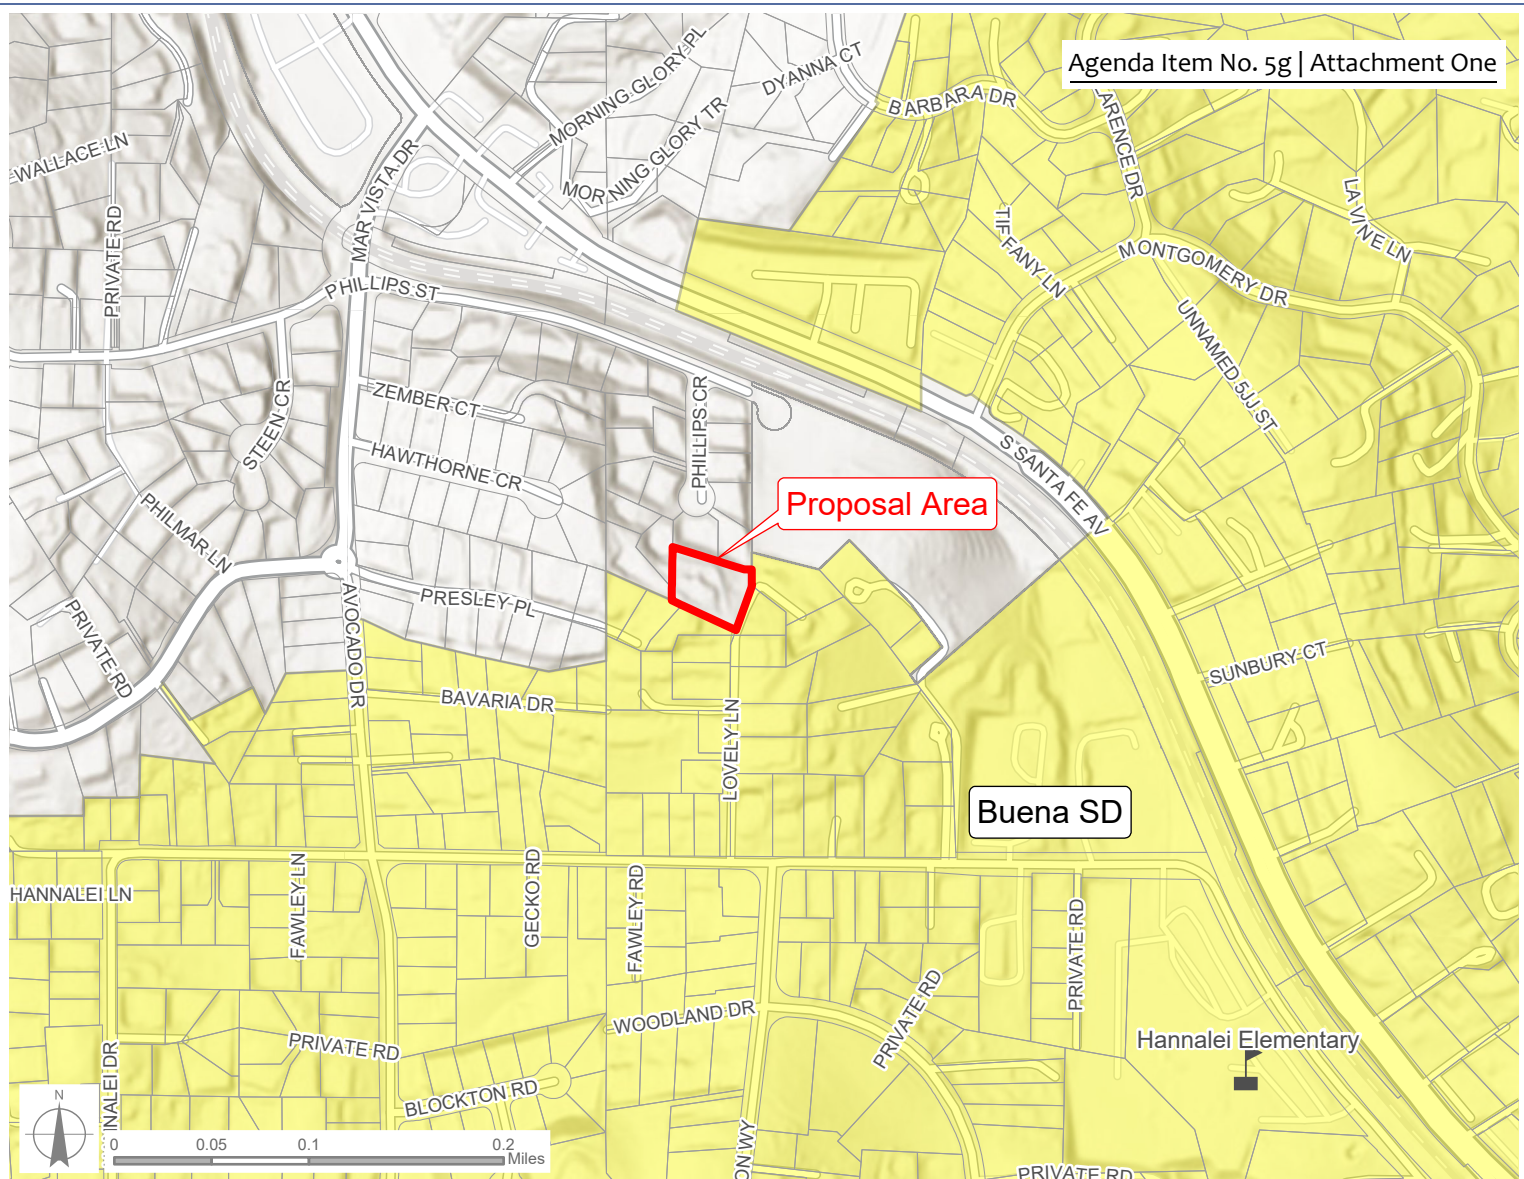 Agenda Item No. 5g | Attachment One
MORNING GLORY PL
DYANNA CT
BARBARA DR
CLARENCE DR
WALLACE LN
MAR VISTA DR
MORNING GLORY TR
LA VINE LN
PRIVATE RD
TIFFANY LN
MONTGOMERY DR
PHILLIPS ST
UNNAMED 5JJ ST
ZEMBER CT
PHILLIPS CR
STEEN CR
HAWTHORNE CR
S SANTA FE AV
Proposal Area
PHILMAR LN
PRESLEY PL
AVOCADO DR
PRIVATE RD
SUNBURY CT
BAVARIA DR
LOVELY LN
Buena SD
HANNALEI LN
FAWLEY LN
GECKO RD
FAWLEY RD
PRIVATE RD
WOODLAND DR
PRIVATE RD
PRIVATE RD
Hannalei Elementary
NALEI DR
BLOCKTON RD
ON WY
PRIVATE RD
N
0 0.05 0.1 0.2
Miles